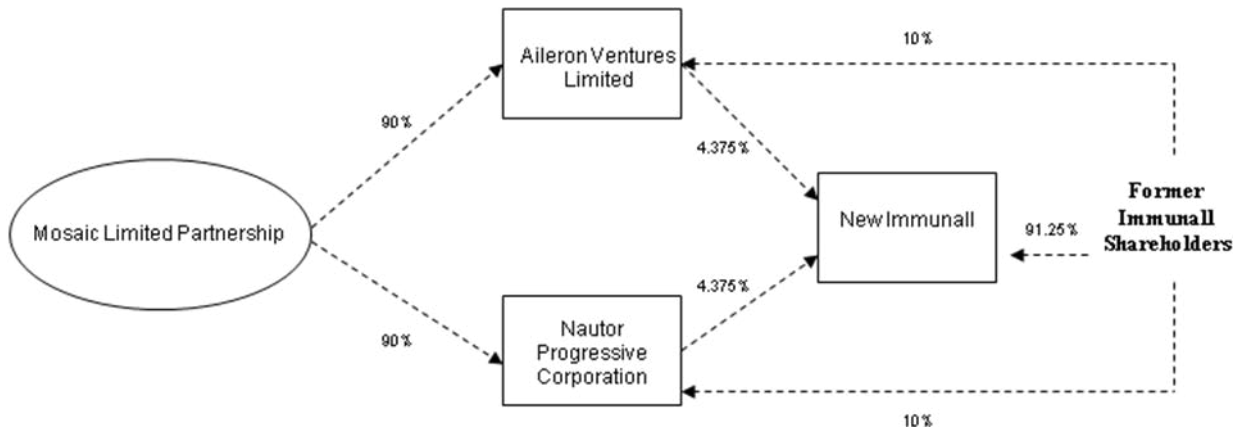 Aileron Ventures
Limited
10%
90%
4.375%
Mosaic Limited Partnership
New Immunall
91.25%
Former
Immunall
Shareholders
4.375%
90%
Nautor
Progressive
Corporation
10%